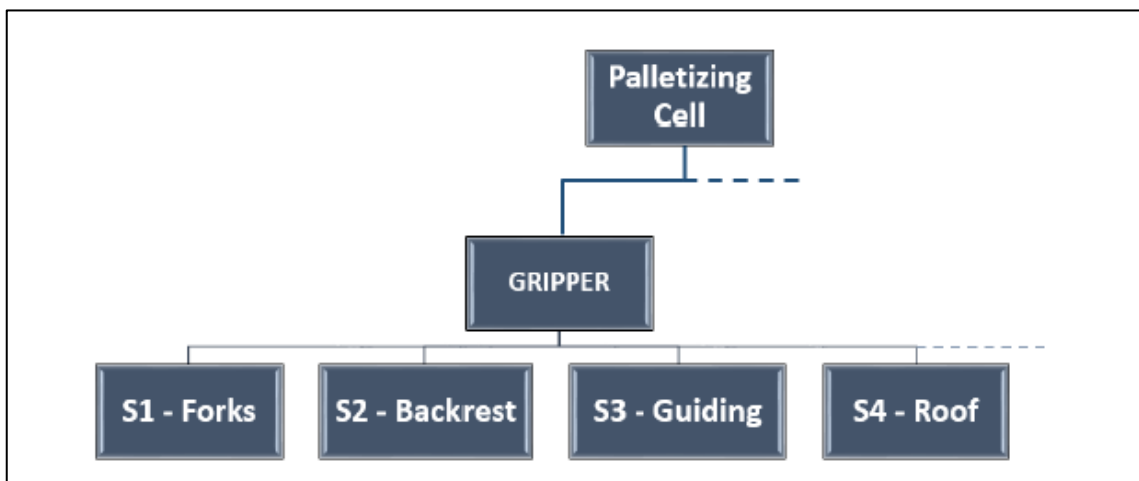 Palletizing
Cell
GRIPPER
S1 - Forks
S2 - Backrest
S3 - Guiding
S4 - Roof